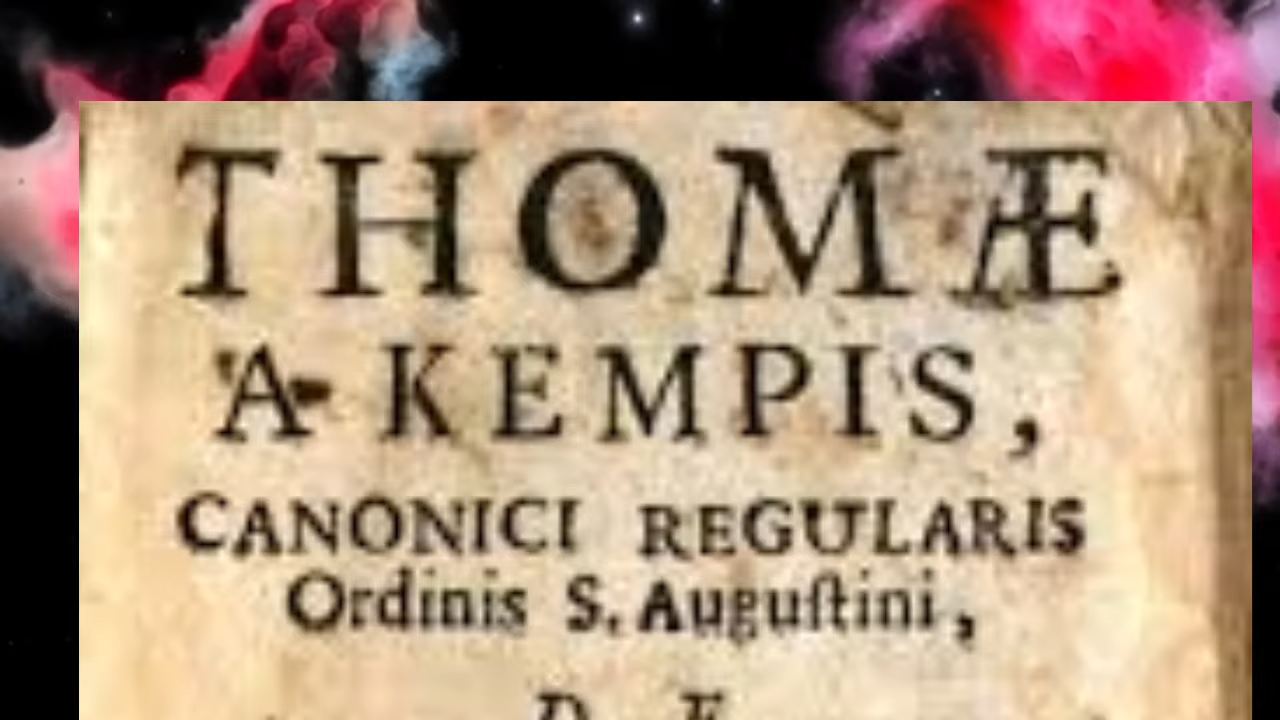 THOMÆ
A KEMPIS,
CANONICI REGULARIS
Ordinis S. Auguſtini,
D E